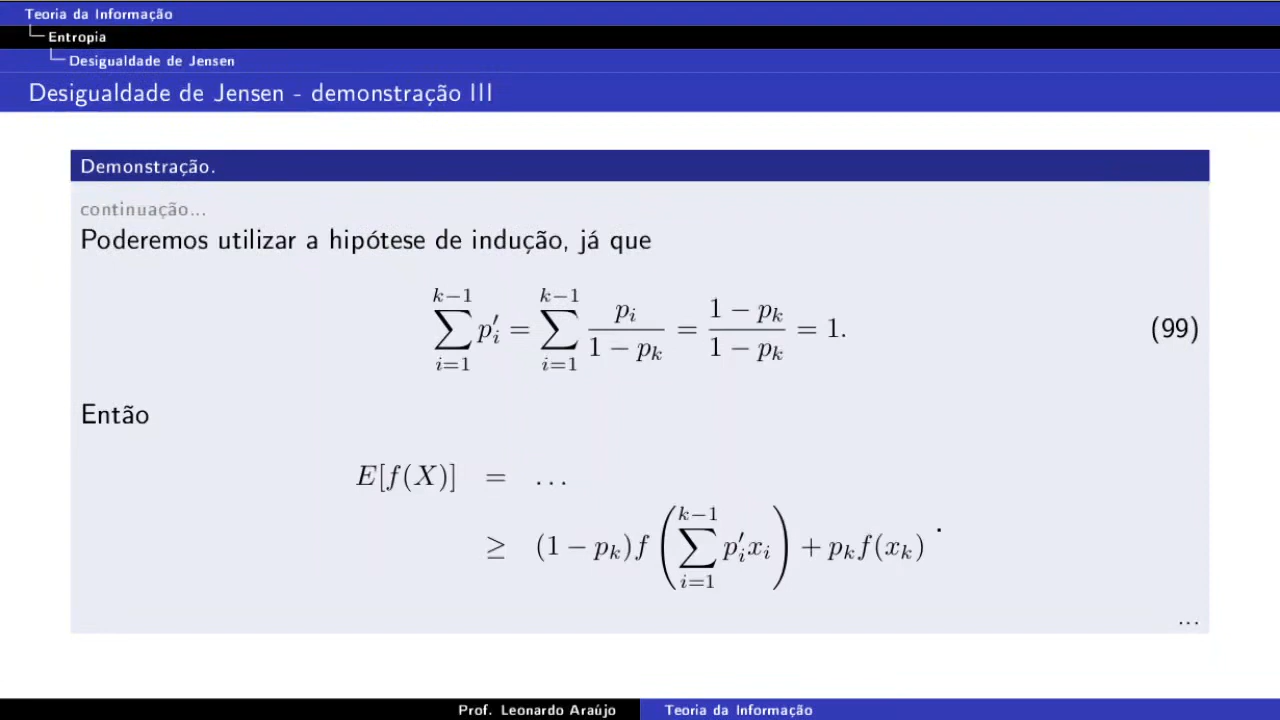 Teoria da Informação
Entropia
Desigualdade de Jensen
Desigualdade de Jensen - demonstração III
Demonstração.
continuação...
Poderemos utilizar a hipótese de indução, já que
$\sum_{i=1}^{k-1} p'_i = \sum_{i=1}^{k-1} \frac{p_i}{1 - p_k} = \frac{1 - p_k}{1 - p_k} = 1.$ (99)
Então
$E[f(X)] = \ldots$
$\geq (1 - p_k) f \left( \sum_{i=1}^{k-1} p'_i x_i \right) + p_k f(x_k)$ .
...
Prof. Leonardo Araújo Teoria da Informação